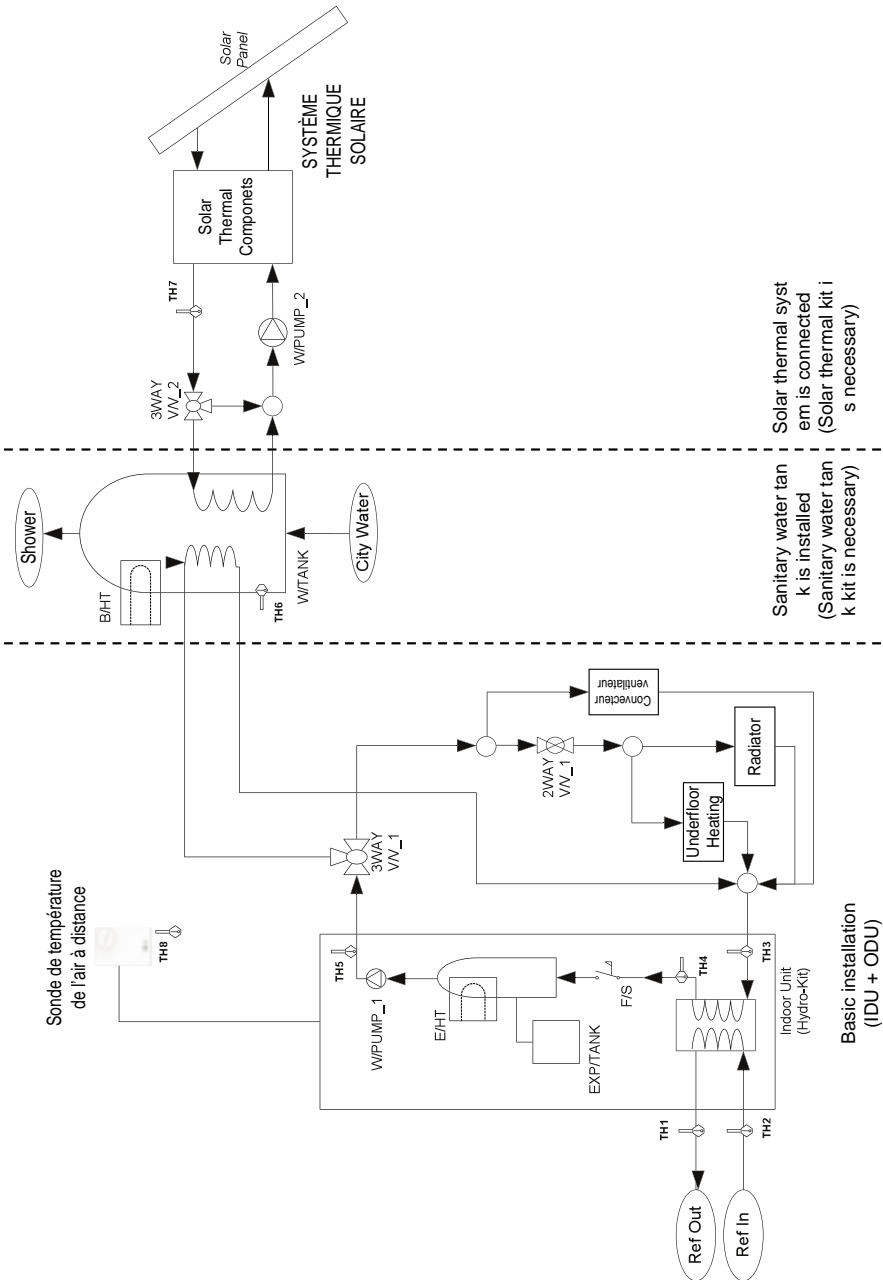 Solar
Panel
SYSTÈME
THERMIQUE
SOLAIRE
Solar
Thermal
Componets
TH7
W/PUMP_2
3WAY
V/V_2
Solar thermal syst
em is connected
(Solar thermal kit i
s necessary)
Shower
B/HT
TH6
W/TANK
City Water
Sanitary water tan
k is installed
(Sanitary water tan
k kit is necessary)
Convecteur
ventilateur
2WAY
V/V_1
Radiator
Underfloor
Heating
3WAY
V/V_1
Sonde de température
de l'air à distance
TH8
TH5
W/PUMP_1
E/HT
EXP/TANK
F/S
TH4
TH3
Indoor Unit
(Hydro-Kit)
TH1
TH2
Ref Out
Ref In
Basic installation
(IDU + ODU)